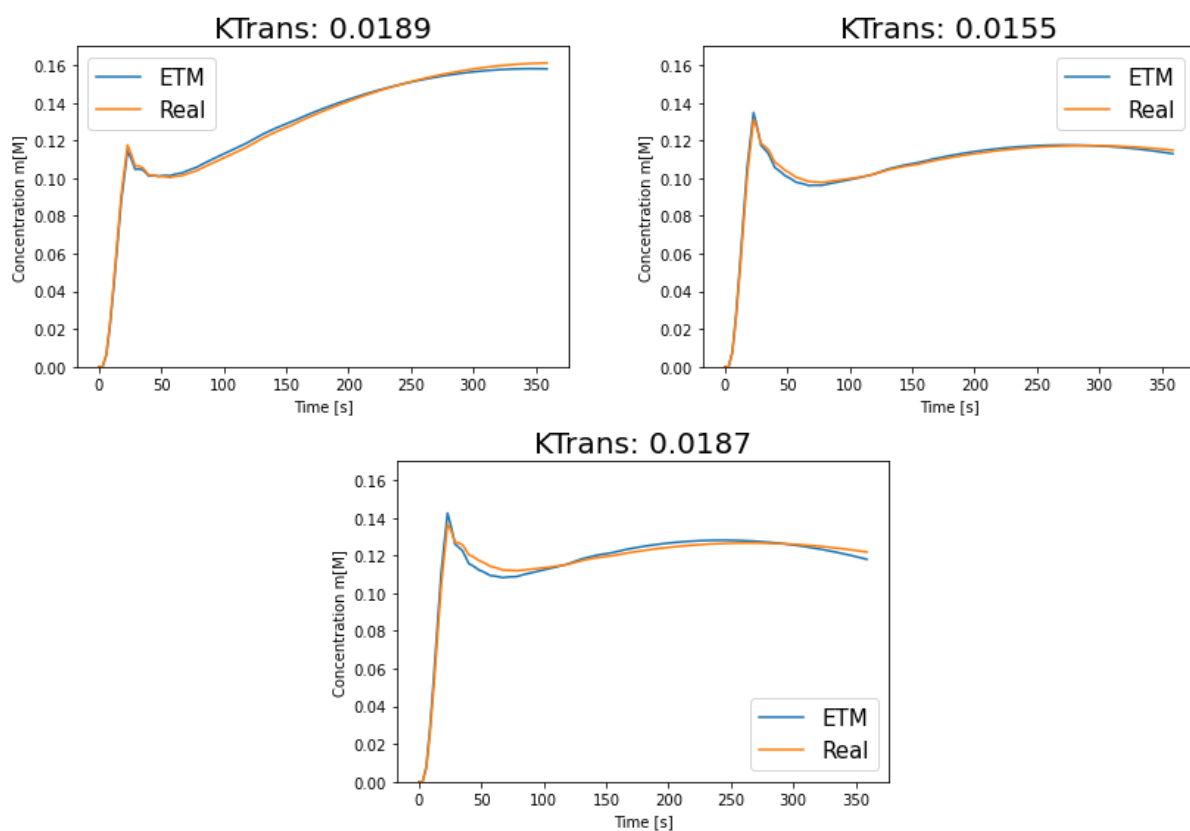 KTrans: 0.0189
ETM
Real
0.16
0.14
0.12
0.10
0.08
0.06
0.04
0.02
0.00
0 50 100 150 200 250 300 350
Time [s]
Concentration m[M]
KTrans: 0.0155
ETM
Real
0.16
0.14
0.12
0.10
0.08
0.06
0.04
0.02
0.00
0 50 100 150 200 250 300 350
Time [s]
Concentration m[M]
KTrans: 0.0187
0.16
0.14
0.12
0.10
0.08
0.06
0.04
0.02
0.00
ETM
Real
0 50 100 150 200 250 300 350
Time [s]
Concentration m[M]